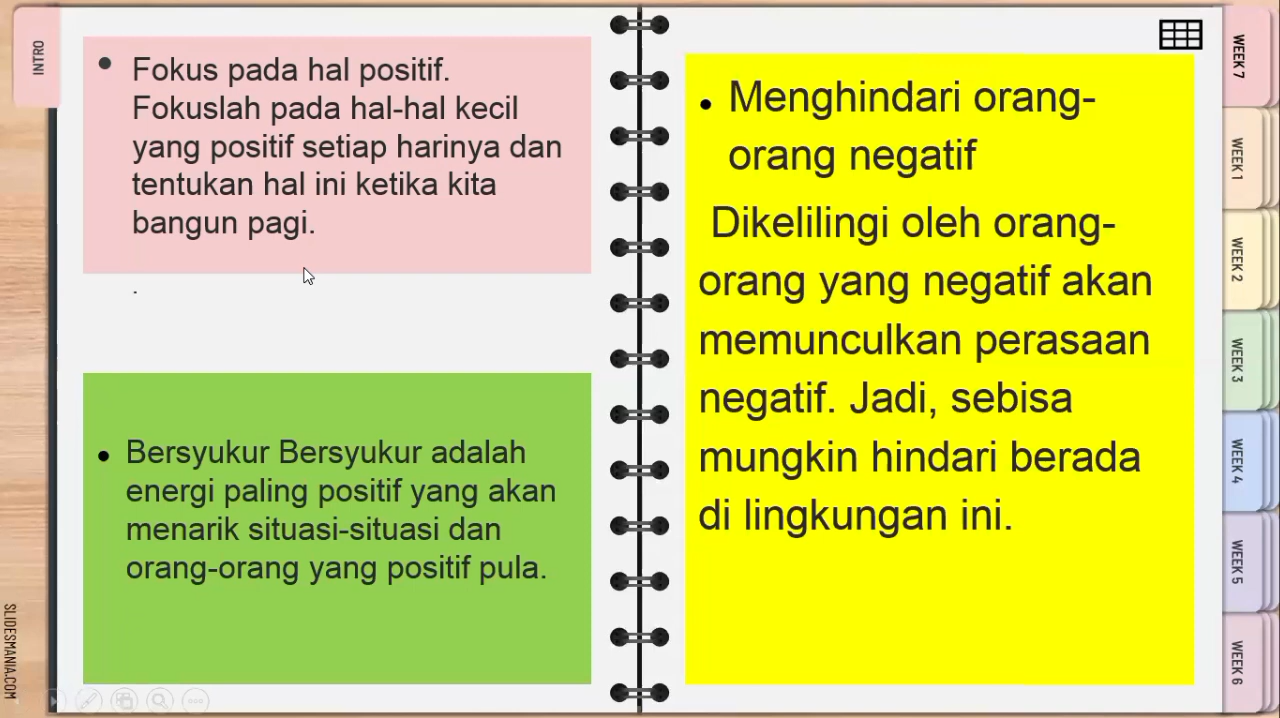 INTRO
• Fokus pada hal positif.
Fokuslah pada hal-hal kecil
yang positif setiap harinya dan
tentukan hal ini ketika kita
bangun pagi.
.
• Bersyukur Bersyukur adalah
energi paling positif yang akan
menarik situasi-situasi dan
orang-orang yang positif pula.
SLIDESMANIA.COM
• Menghindari orang-
orang negatif
Dikelilingi oleh orang-
orang yang negatif akan
memunculkan perasaan
negatif. Jadi, sebisa
mungkin hindari berada
di lingkungan ini.
WEEK 7
WEEK 1
WEEK 2
WEEK 3
WEEK 4
WEEK 5
WEEK 6